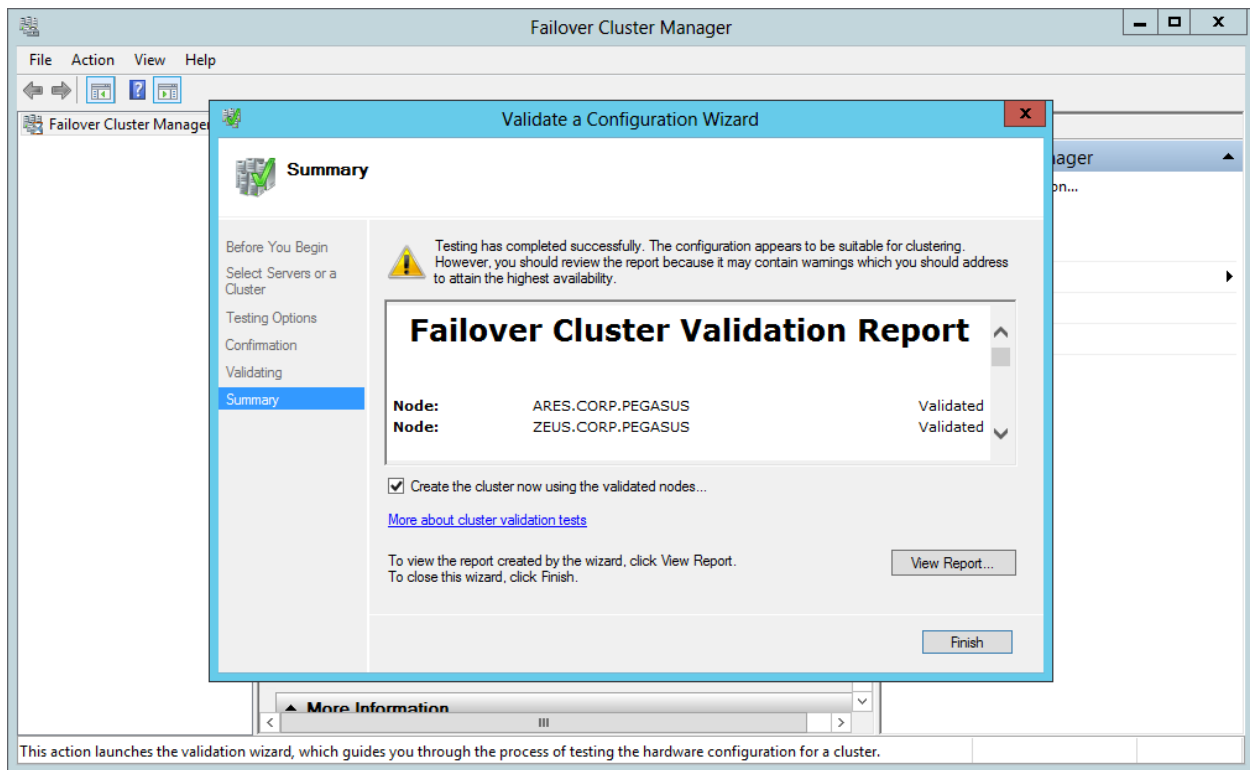 Failover Cluster Manager
File Action View Help
Failover Cluster Manager
Validate a Configuration Wizard
Summary
Before You Begin
Select Servers or a
Cluster
Testing Options
Confirmation
Validating
Summary
Testing has completed successfully. The configuration appears to be suitable for clustering.
However, you should review the report because it may contain warnings which you should address
to attain the highest availability.
Failover Cluster Validation Report
Node: ARES.CORP.PEGASUS Validated
Node: ZEUS.CORP.PEGASUS Validated
Create the cluster now using the validated nodes...
More about cluster validation tests
To view the report created by the wizard, click View Report.
To close this wizard, click Finish.
View Report...
Finish
More Information
This action launches the validation wizard, which guides you through the process of testing the hardware configuration for a cluster.